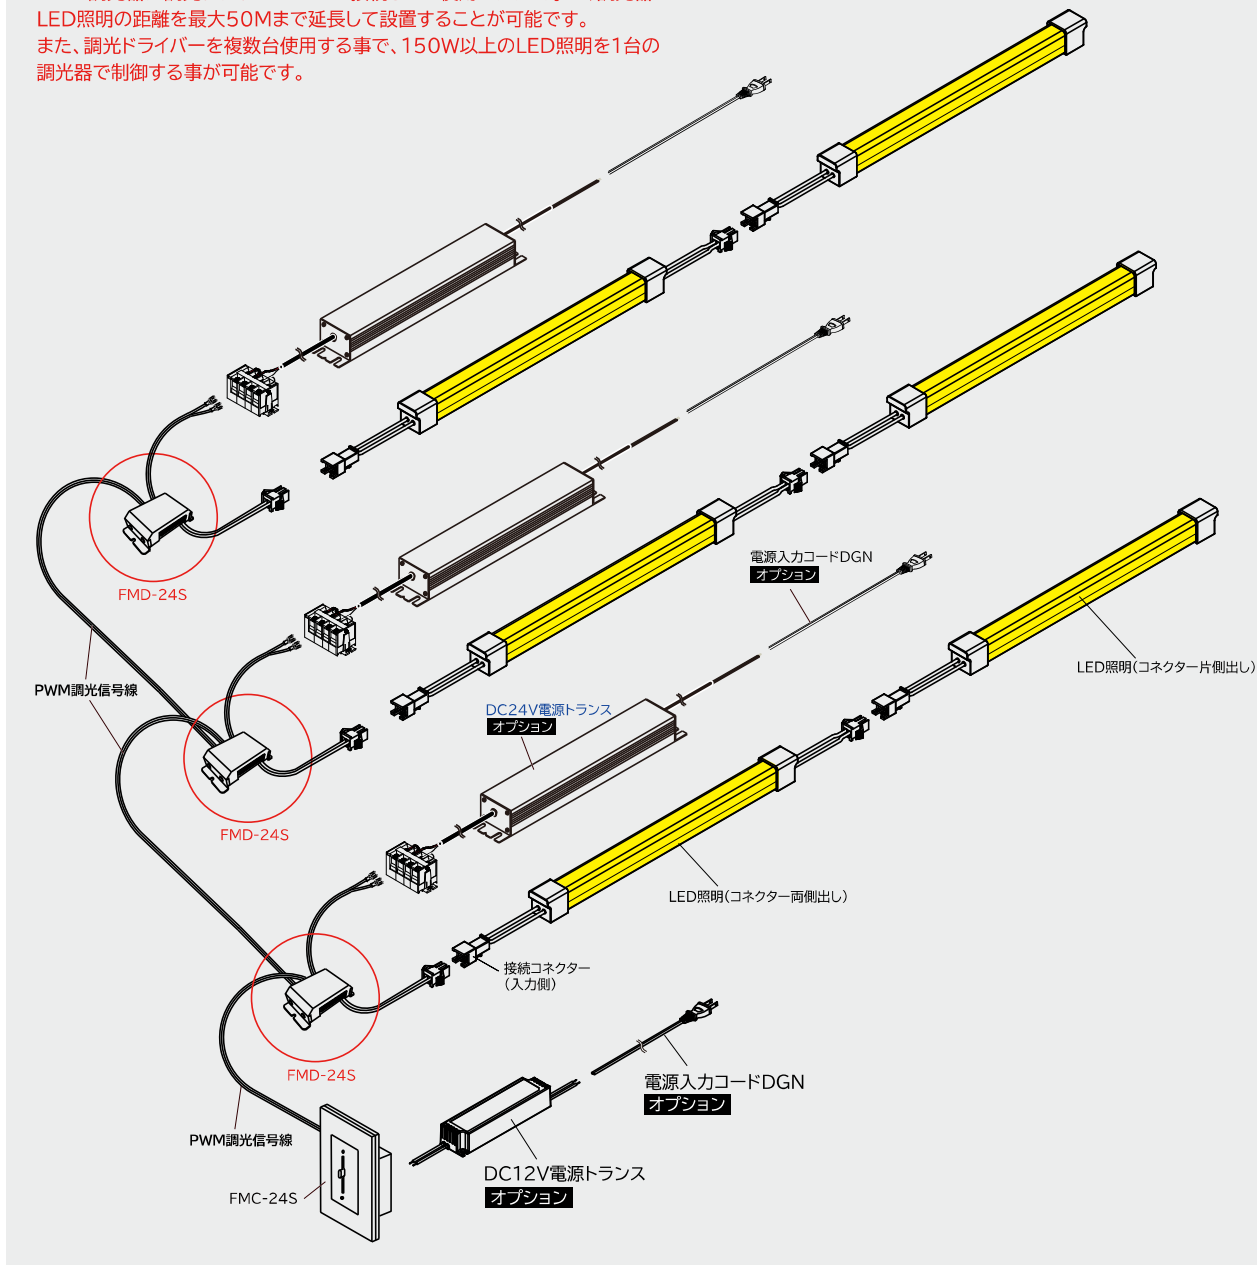 LED照明の距離を最大50Mまで延長して設置することが可能です。
また、調光ドライバーを複数台使用する事で、150W以上のLED照明を1台の
調光器で制御する事が可能です。
FMD-24S
電源入力コードDGN
オプション
LED照明(コネクター片側出し)
PWM調光信号線
DC24V電源トランス
オプション
FMD-24S
LED照明(コネクター両側出し)
接続コネクター
(入力側)
FMD-24S
電源入力コードDGN
オプション
PWM調光信号線
DC12V電源トランス
オプション
FMC-24S